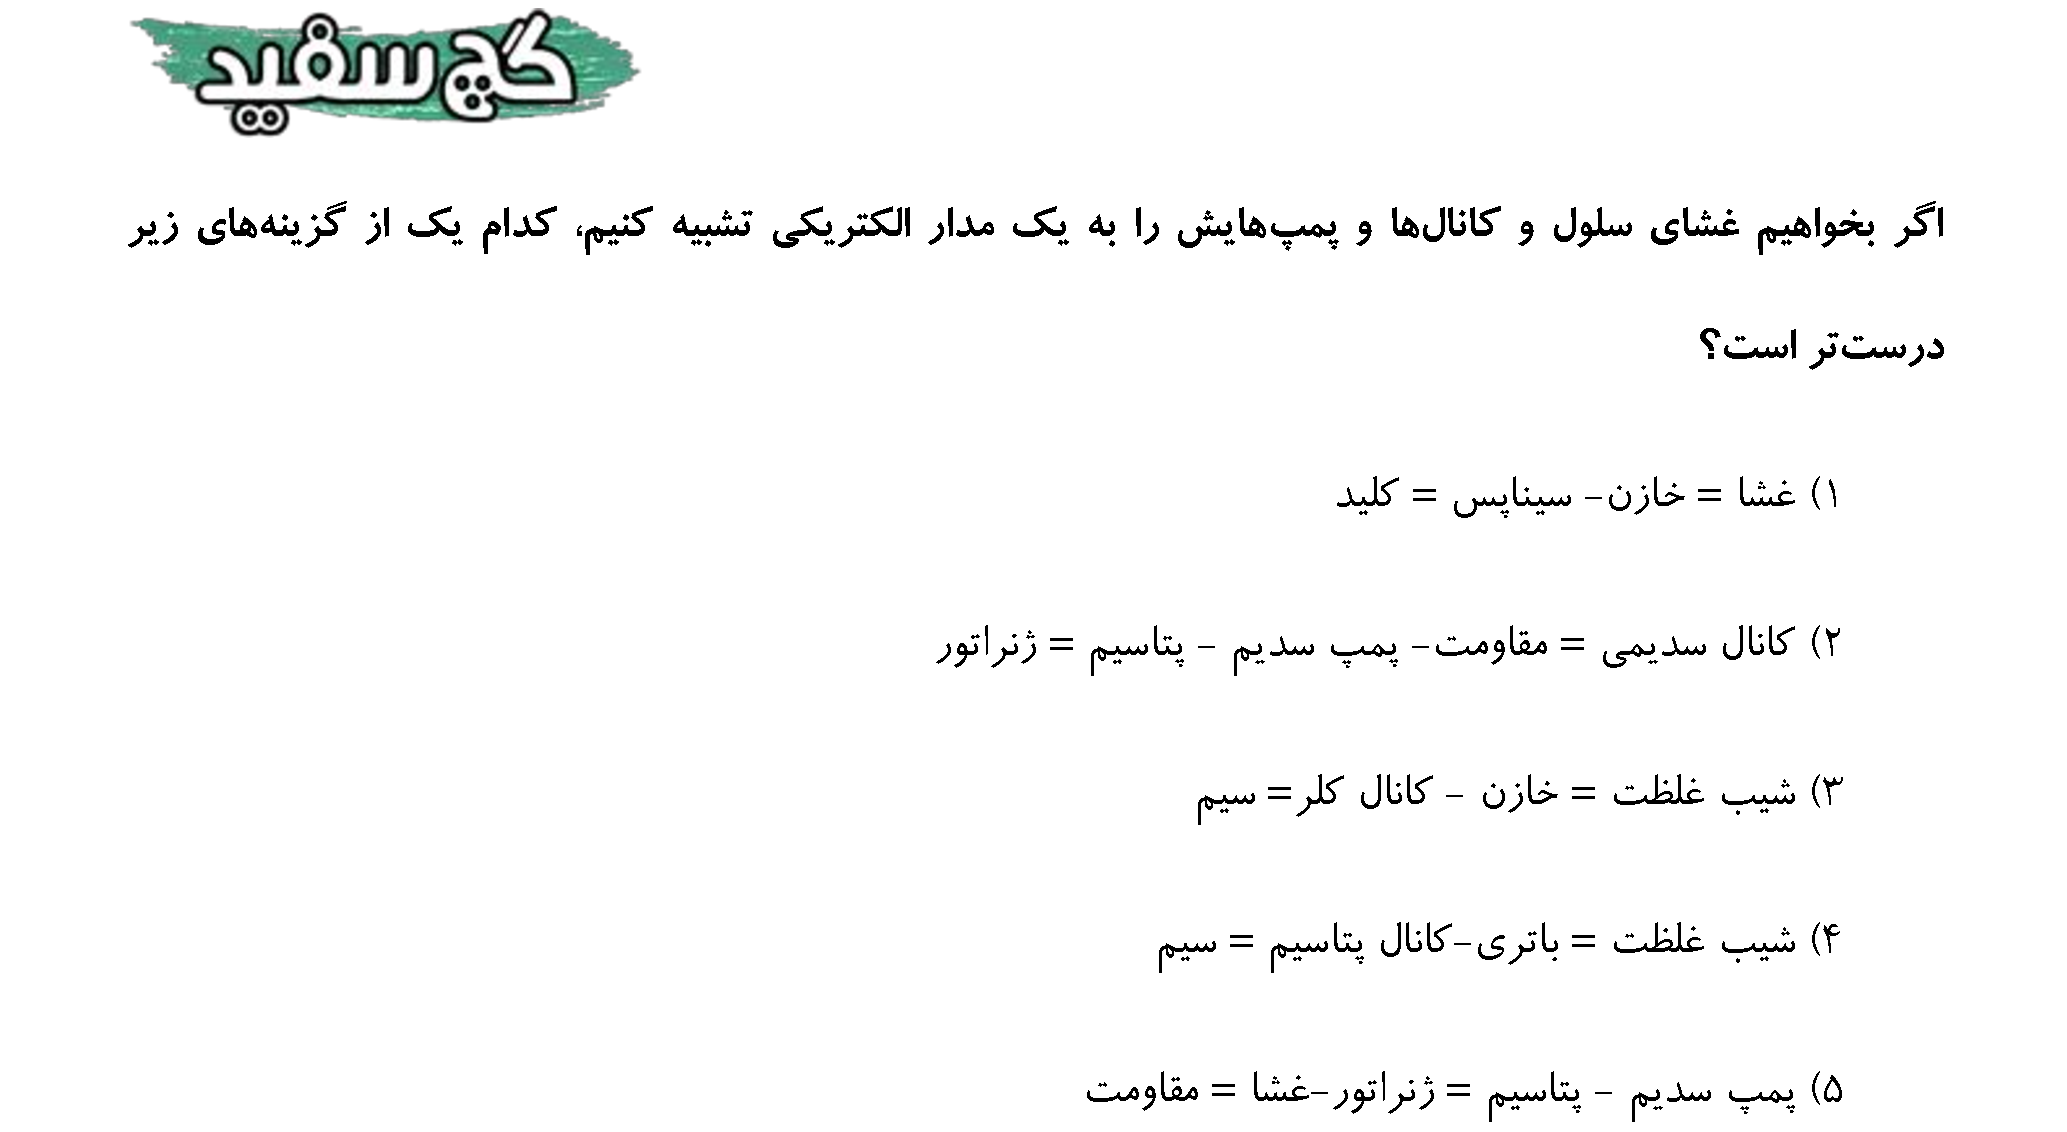 گچ سفید
اگر بخواهیم غشای سلول و کانال‌ها و پمپ‌هایش را به یک مدار الکتریکی تشبیه کنیم، کدام یک از گزینه‌های زیر
درست‌تر است؟
۱) غشا = خازن- سیناپس = کلید
۲) کانال سدیمی = مقاومت- پمپ سدیم - پتاسیم = ژنراتور
۳) شیب غلظت = خازن - کانال کلر= سیم
۴) شیب غلظت = باتری-کانال پتاسیم = سیم
۵) پمپ سدیم - پتاسیم = ژنراتور-غشا = مقاومت